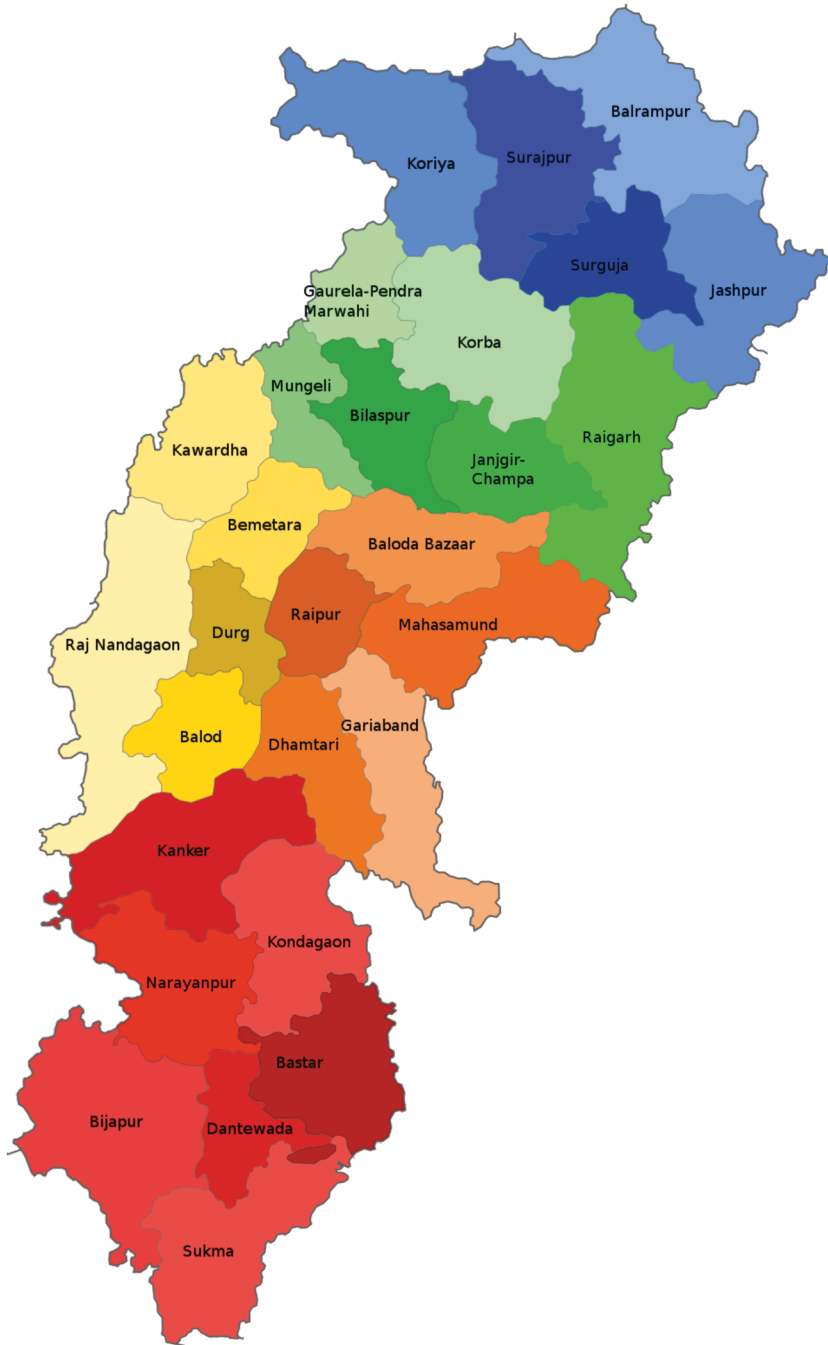 Balrampur
Surajpur
Koriya
Surguja
Jashpur
Gaurela-Pendra
Marwahi
Korba
Mungeli
Bilaspur
Raigarh
Kawardha
Janjgir-
Champa
Bemetara
Baloda Bazaar
Raipur
Mahasamund
Durg
Raj Nandagaon
Gariaband
Balod
Dhamtari
Kanker
Kondagaon
Narayanpur
Bastar
Bijapur
Dantewada
Sukma